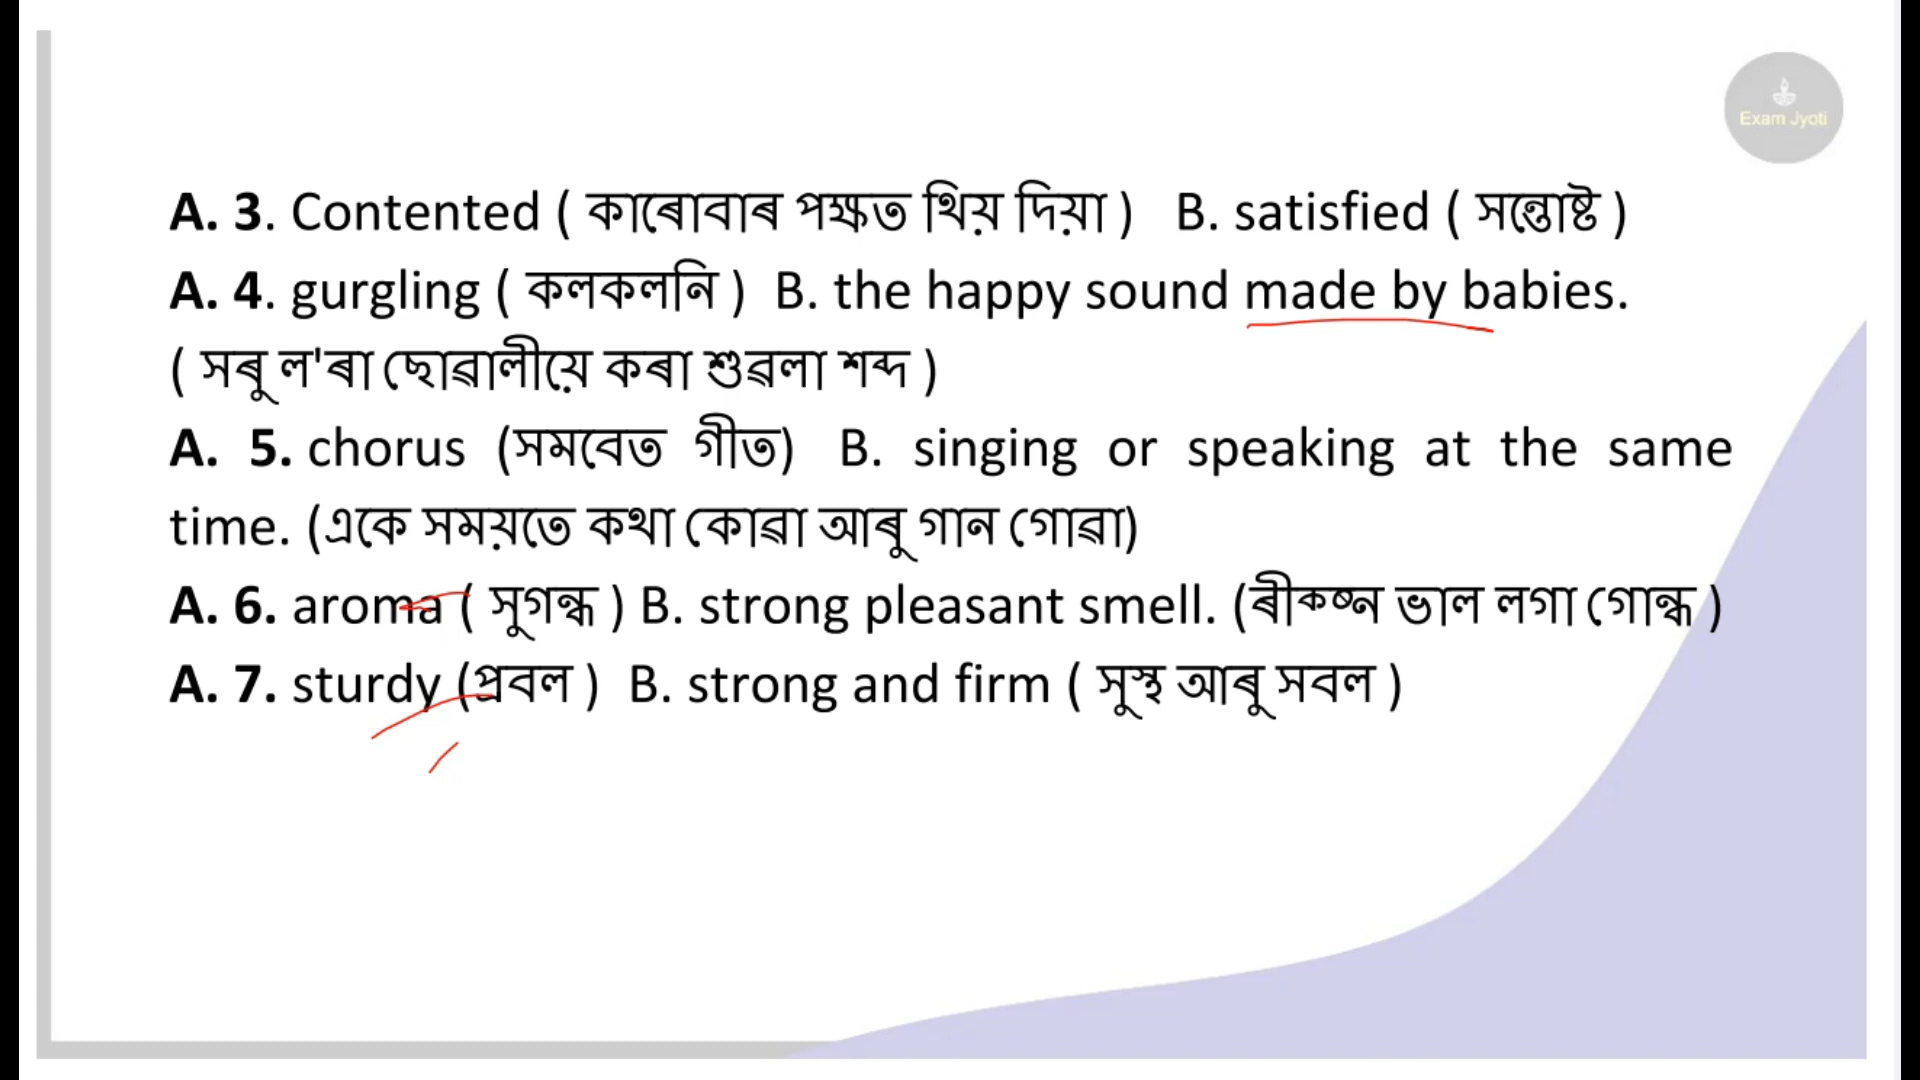 Exam Jyoti
A. 3. Contented ( কাৰোবাৰ পক্ষত থিয় দিয়া ) B. satisfied ( সন্তোষ্ট )
A. 4. gurgling ( কলকলনি ) B. the happy sound made by babies.
( সৰু ল'ৰা ছোৱালীয়ে কৰা শুৱলা শব্দ )
A. 5. chorus (সমবেত গীত) B. singing or speaking at the same
time. (একে সময়তে কথা কোৱা আৰু গান গোৱা)
A. 6. aroma ( সুগন্ধ ) B. strong pleasant smell. ( ভাল লগা গোন্ধ )
A. 7. sturdy (প্ৰবল ) B. strong and firm ( সুস্থ আৰু সবল )